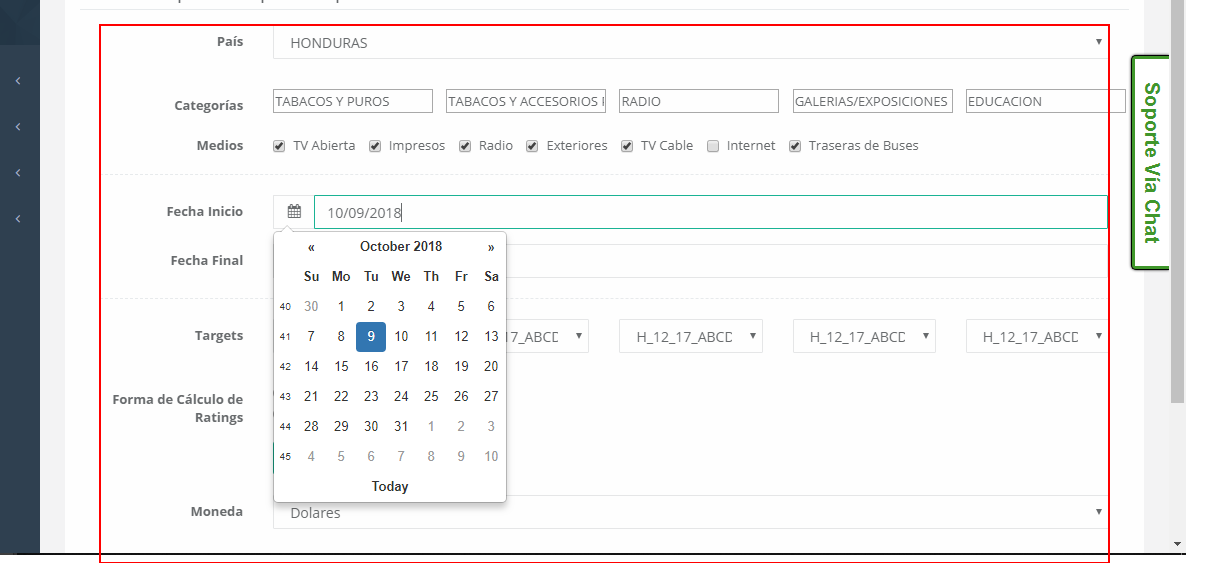 País HONDURAS
Categorías TABACOS Y PUROS TABACOS Y ACCESORIOS RADIO GALERIAS/EXPOSICIONES EDUCACION
Medios TV Abierta Impresos Radio Exteriores TV Cable Internet Traseras de Buses
Fecha Inicio 10/09/2018
« October 2018 »
Fecha Final
Su Mo Tu We Th Fr Sa
40 30 1 2 3 4 5 6
Targets 41 7 8 9 10 11 12 13 17_ABCD H_12_17_ABCD H_12_17_ABCD H_12_17_ABCD
42 14 15 16 17 18 19 20
Forma de Cálculo de
Ratings
43 21 22 23 24 25 26 27
44 28 29 30 31 1 2 3
45 4 5 6 7 8 9 10
Today
Moneda Dolares
Soporte Vía Chat